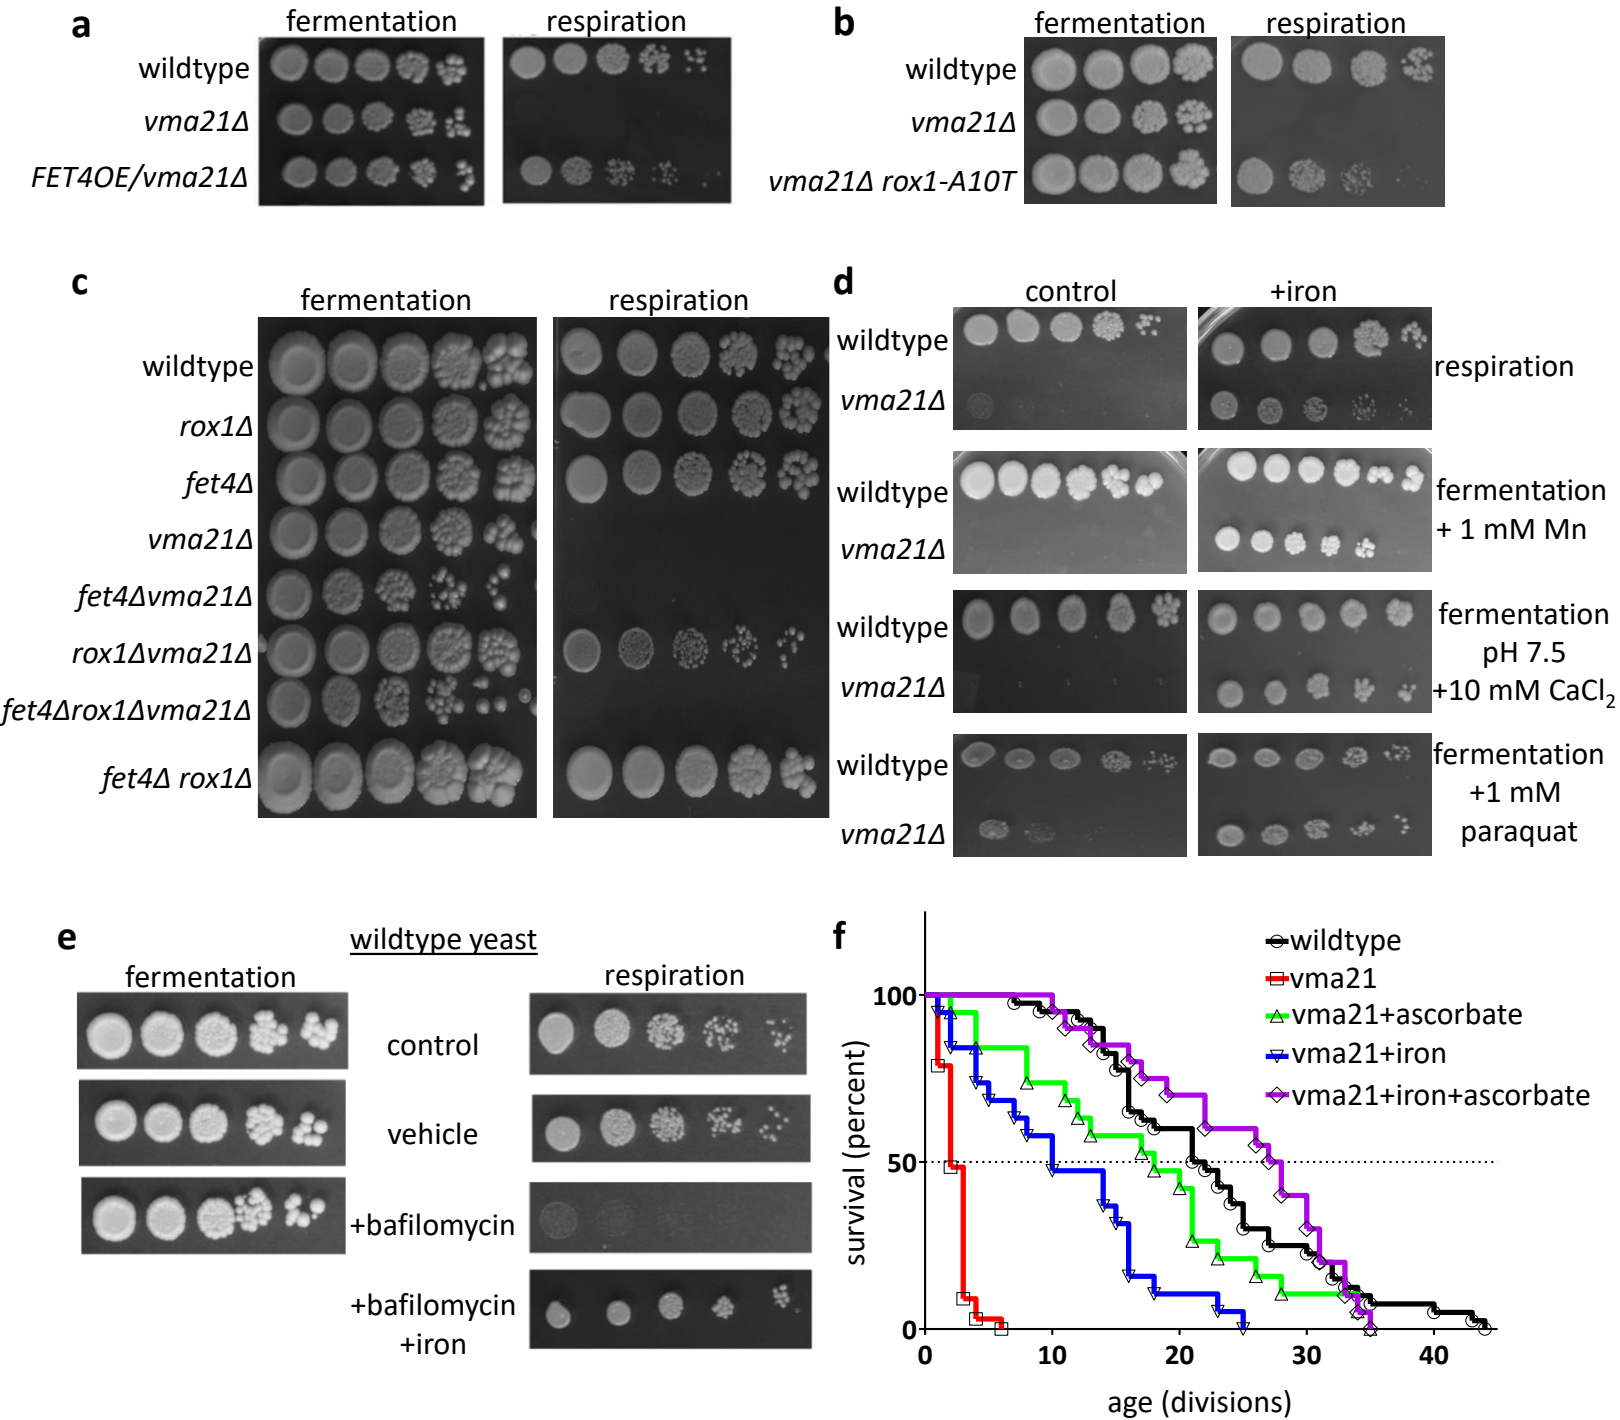 a
fermentation
respiration
wildtype
vma21Δ
FET4OE/vma21Δ
b
fermentation
respiration
wildtype
vma21Δ
vma21Δ rox1-A10T
c
fermentation
respiration
wildtype
rox1Δ
fet4Δ
vma21Δ
fet4Δvma21Δ
rox1Δvma21Δ
fet4Δrox1Δvma21Δ
fet4Δ rox1Δ
d
control
+iron
wildtype
vma21Δ
respiration
wildtype
vma21Δ
fermentation
+ 1 mM Mn
wildtype
vma21Δ
fermentation
pH 7.5
+10 mM CaCl2
wildtype
vma21Δ
fermentation
+1 mM
paraquat
e
wildtype yeast
fermentation
respiration
control
vehicle
+bafilomycin
+bafilomycin
+iron
f
wildtype
vma21
vma21+ascorbate
vma21+iron
vma21+iron+ascorbate
survival (percent)
100
50
0
0
10
20
30
40
age (divisions)